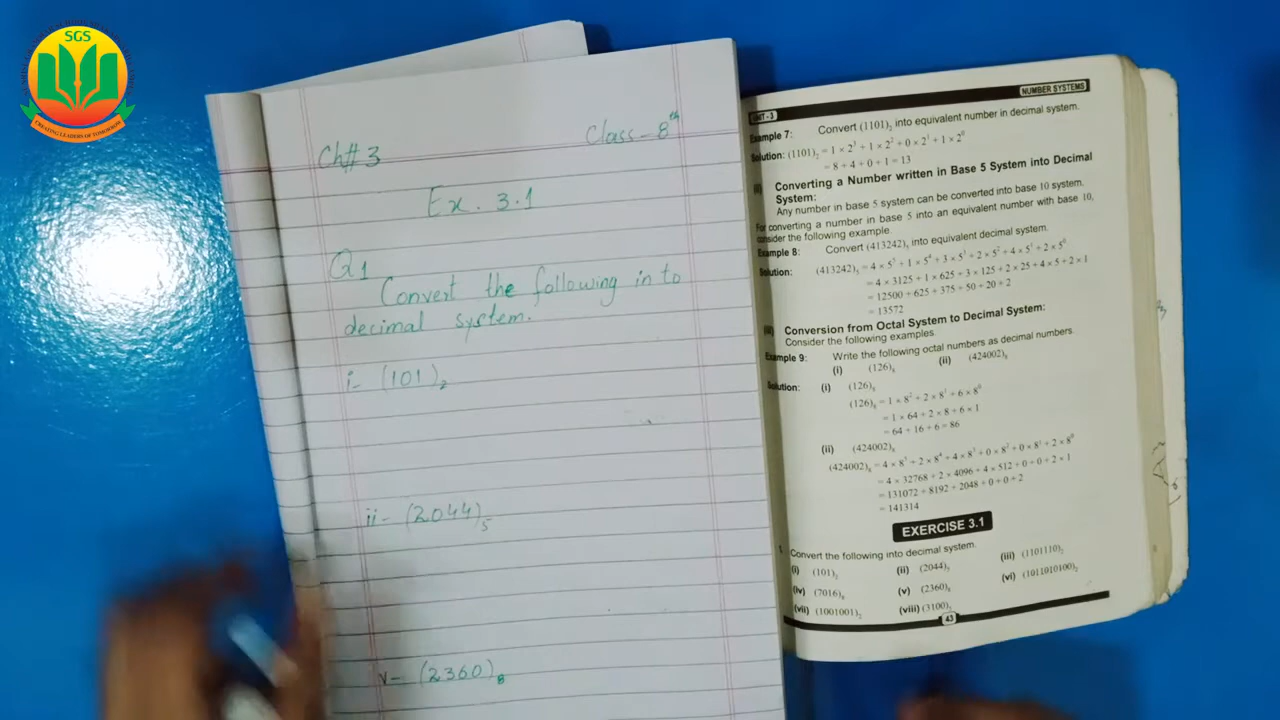 SGS
CREATING LEADERS OF TOMORROW
Ch# 3
Class - 8th
Ex. 3.1
Q1
Convert the following in to
decimal system.
i- (101)₂
ii- (2044)₅
v- (2360)₈
UNIT - 3
NUMBER SYSTEMS
Example 7: Convert (1101)₂ into equivalent number in decimal system.
Solution: (1101)₂ = 1 × 2³ + 1 × 2² + 0 × 2¹ + 1 × 2⁰
= 8 + 4 + 0 + 1 = 13
(ii) Converting a Number written in Base 5 System into Decimal
System:
Any number in base 5 system can be converted into base 10 system.
For converting a number in base 5 into an equivalent number with base 10,
consider the following example.
Example 8: Convert (413242)₅ into equivalent decimal system.
Solution: (413242)₅ = 4 × 5⁵ + 1 × 5⁴ + 3 × 5³ + 2 × 5² + 4 × 5¹ + 2 × 5⁰
= 4 × 3125 + 1 × 625 + 3 × 125 + 2 × 25 + 4 × 5 + 2 × 1
= 12500 + 625 + 375 + 50 + 20 + 2
= 13572
(iii) Conversion from Octal System to Decimal System:
Consider the following examples.
Example 9: Write the following octal numbers as decimal numbers.
(i) (126)₈ (ii) (424002)₈
Solution: (i) (126)₈
(126)₈ = 1 × 8² + 2 × 8¹ + 6 × 8⁰
= 1 × 64 + 2 × 8 + 6 × 1
= 64 + 16 + 6 = 86
(ii) (424002)₈
(424002)₈ = 4 × 8⁵ + 2 × 8⁴ + 4 × 8³ + 0 × 8² + 0 × 8¹ + 2 × 8⁰
= 4 × 32768 + 2 × 4096 + 4 × 512 + 0 + 0 + 2 × 1
= 131072 + 8192 + 2048 + 0 + 0 + 2
= 141314
EXERCISE 3.1
Convert the following into decimal system.
(i) (101)₂ (ii) (2044)₅ (iii) (1101110)₂
(iv) (7016)₈ (v) (2360)₈ (vi) (1011010100)₂
(vii) (1001001)₂ (viii) (3100)₅
43